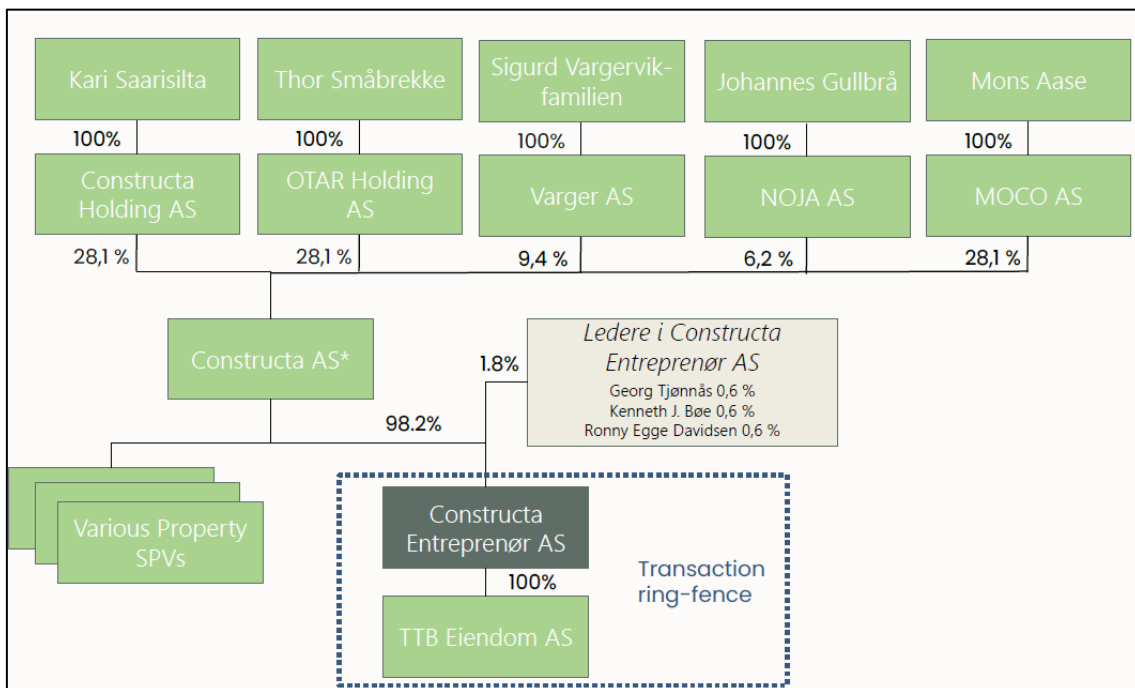 Kari Saarisilta
Thor Småbrekke
Sigurd Vargervik-
familien
Johannes Gullbrå
Mons Aase
100%
100%
100%
100%
100%
Constructa
Holding AS
OTAR Holding
AS
Varger AS
NOJA AS
MOCO AS
28,1 %
28,1 %
9,4 %
6,2 %
28,1 %
Constructa AS*
1.8%
Ledere i Constructa
Entreprenør AS
Georg Tjønnås 0,6 %
Kenneth J. Bøe 0,6 %
Ronny Egge Davidsen 0,6 %
98.2%
Various Property
SPVs
Constructa
Entreprenør AS
100%
TTB Eiendom AS
Transaction
ring-fence